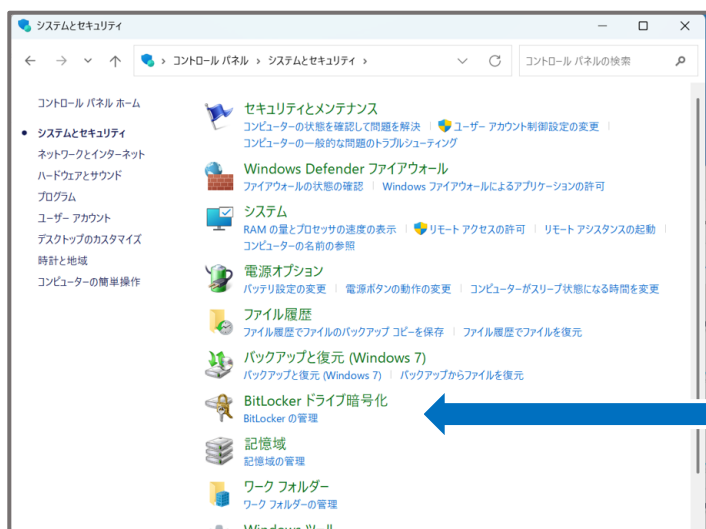 システムとセキュリティ
コントロール パネル › システムとセキュリティ ›
コントロール パネルの検索
コントロール パネル ホーム
システムとセキュリティ
ネットワークとインターネット
ハードウェアとサウンド
プログラム
ユーザー アカウント
デスクトップのカスタマイズ
時計と地域
コンピューターの簡単操作
セキュリティとメンテナンス
コンピューターの状態を確認して問題を解決 | ユーザー アカウント制御設定の変更 |
コンピューターの一般的な問題のトラブルシューティング
Windows Defender ファイアウォール
ファイアウォールの状態の確認 | Windows ファイアウォールによるアプリケーションの許可
システム
RAM の量とプロセッサの速度の表示 | リモート アクセスの許可 | リモート アシスタンスの起動 |
コンピューターの名前の参照
電源オプション
バッテリ設定の変更 | 電源ボタンの動作の変更 | コンピューターがスリープ状態になる時間を変更
ファイル履歴
ファイル履歴でファイルのバックアップ コピーを保存 | ファイル履歴でファイルを復元
バックアップと復元 (Windows 7)
バックアップと復元 (Windows 7) | バックアップからファイルを復元
BitLocker ドライブ暗号化
BitLocker の管理
記憶域
記憶域の管理
ワーク フォルダー
ワーク フォルダーの管理
Windows ツール